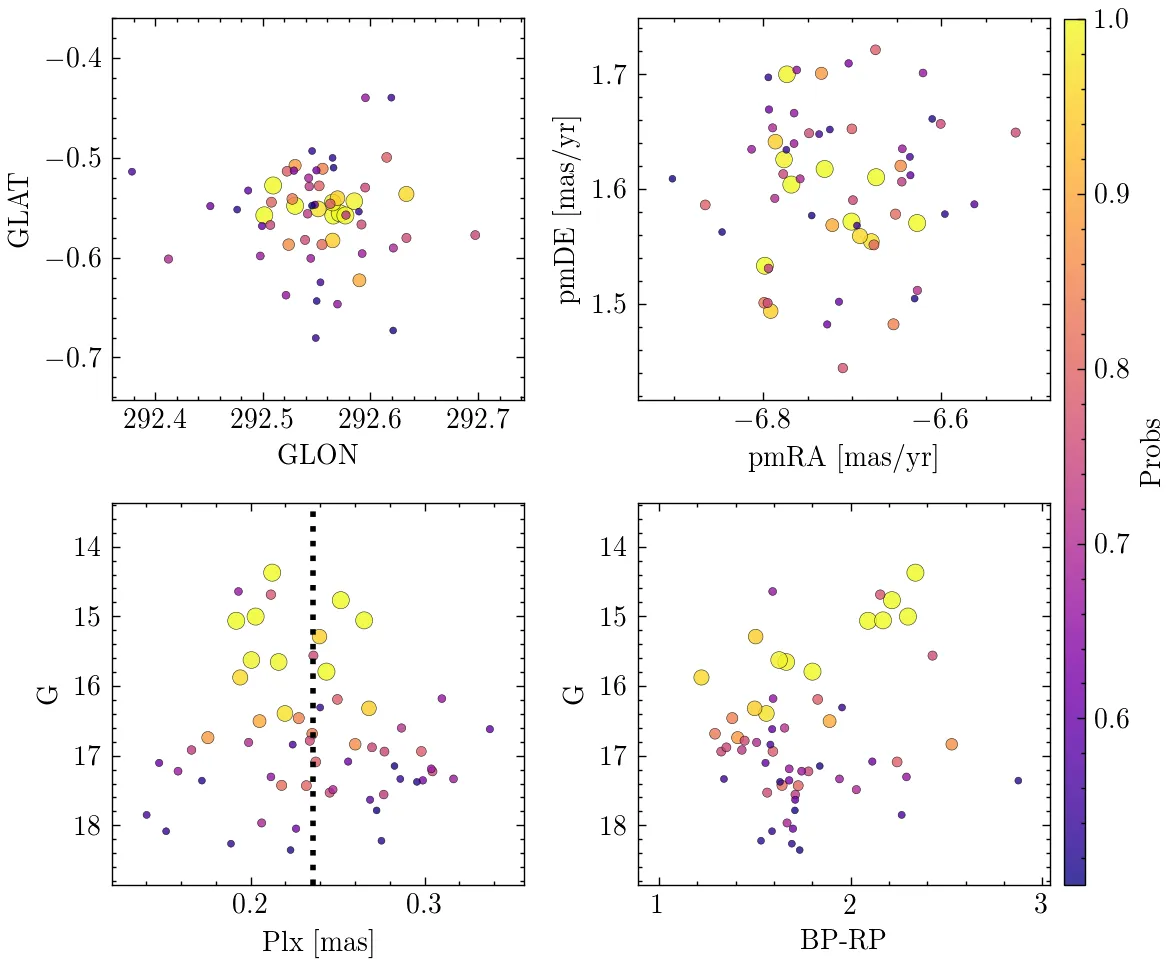 −0.4
−0.5
−0.6
−0.7
GLAT
292.4 292.5 292.6 292.7
GLON
1.7
1.6
1.5
pmDE [mas/yr]
−6.8 −6.6
pmRA [mas/yr]
14
15
16
17
18
G
0.2 0.3
Plx [mas]
14
15
16
17
18
G
1 2 3
BP-RP
1.0
0.9
0.8
0.7
0.6
Probs